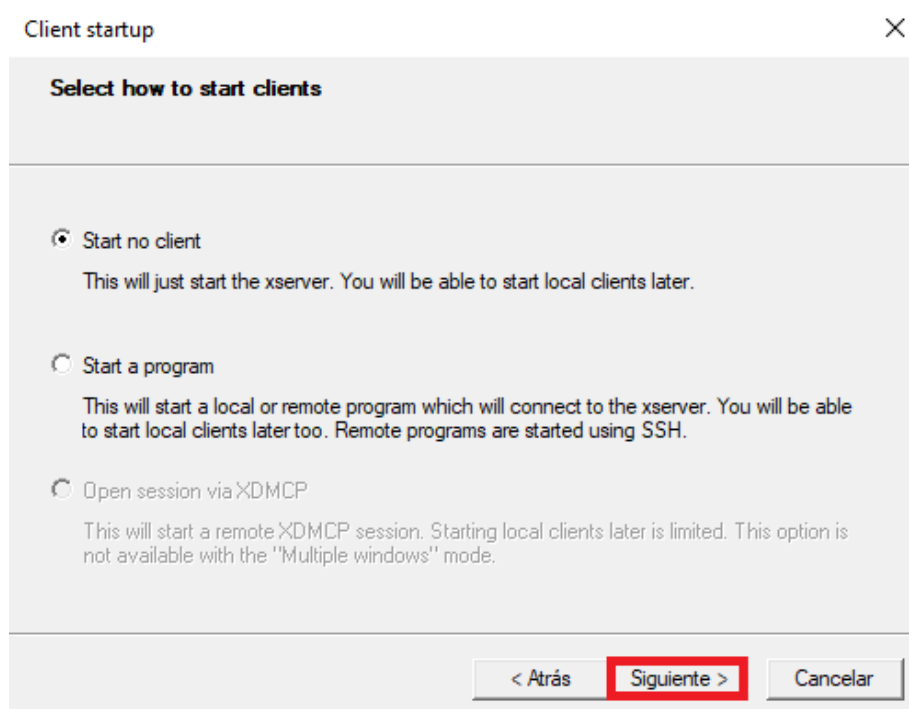 Client startup
Select how to start clients
Start no client
This will just start the xserver. You will be able to start local clients later.
Start a program
This will start a local or remote program which will connect to the xserver. You will be able
to start local clients later too. Remote programs are started using SSH.
Open session via XDMCP
This will start a remote XDMCP session. Starting local clients later is limited. This option is
not available with the "Multiple windows" mode.
< Atrás Siguiente > Cancelar